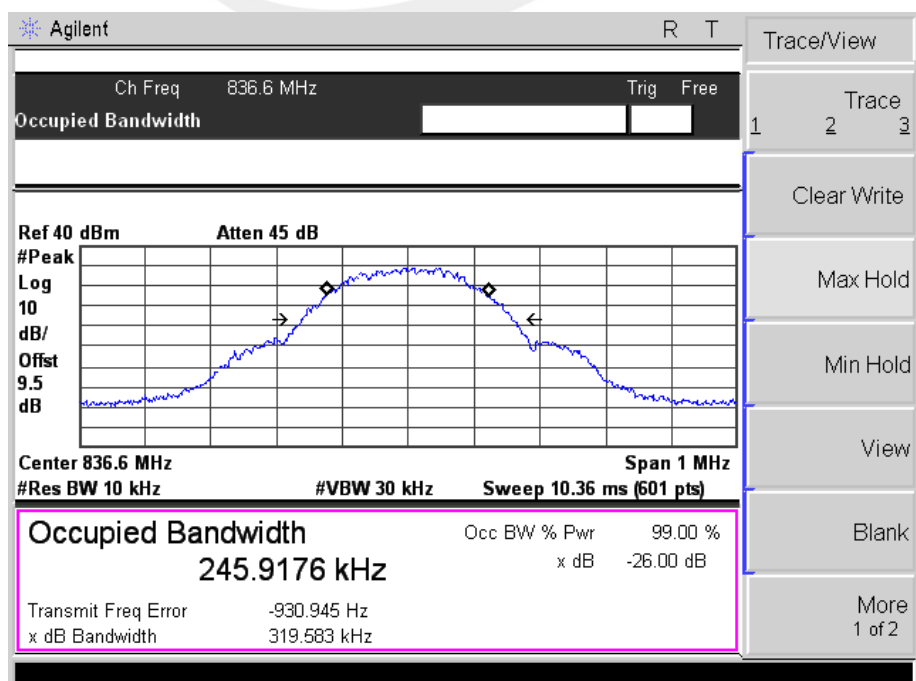 Agilent R T
Trace/View
Ch Freq 836.6 MHz Trig Free
Occupied Bandwidth
Trace
1 2 3
Clear Write
Max Hold
Min Hold
View
Blank
More
1 of 2
Ref 40 dBm Atten 45 dB
#Peak
Log
10
dB/
Offst
9.5
dB
Center 836.6 MHz Span 1 MHz
#Res BW 10 kHz #VBW 30 kHz Sweep 10.36 ms (601 pts)
Occupied Bandwidth Occ BW % Pwr 99.00 %
245.9176 kHz x dB -26.00 dB
Transmit Freq Error -930.945 Hz
x dB Bandwidth 319.583 kHz